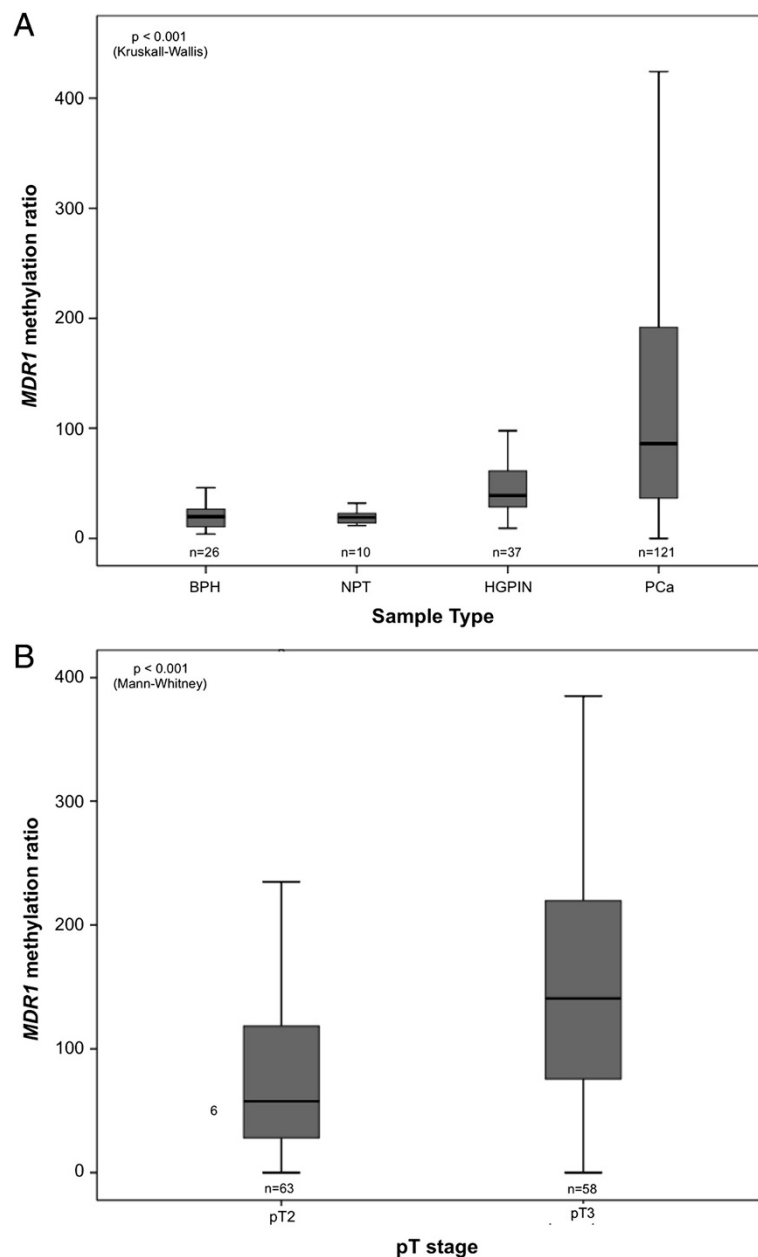 A
p < 0.001
(Kruskall-Wallis)
MDR1 methylation ratio
400
300
200
100
0
n=26
n=10
n=37
n=121
BPH
NPT
HGPIN
PCa
Sample Type
B
p < 0.001
(Mann-Whitney)
MDR1 methylation ratio
400
300
200
100
0
6
n=63
n=58
pT2
pT3
pT stage